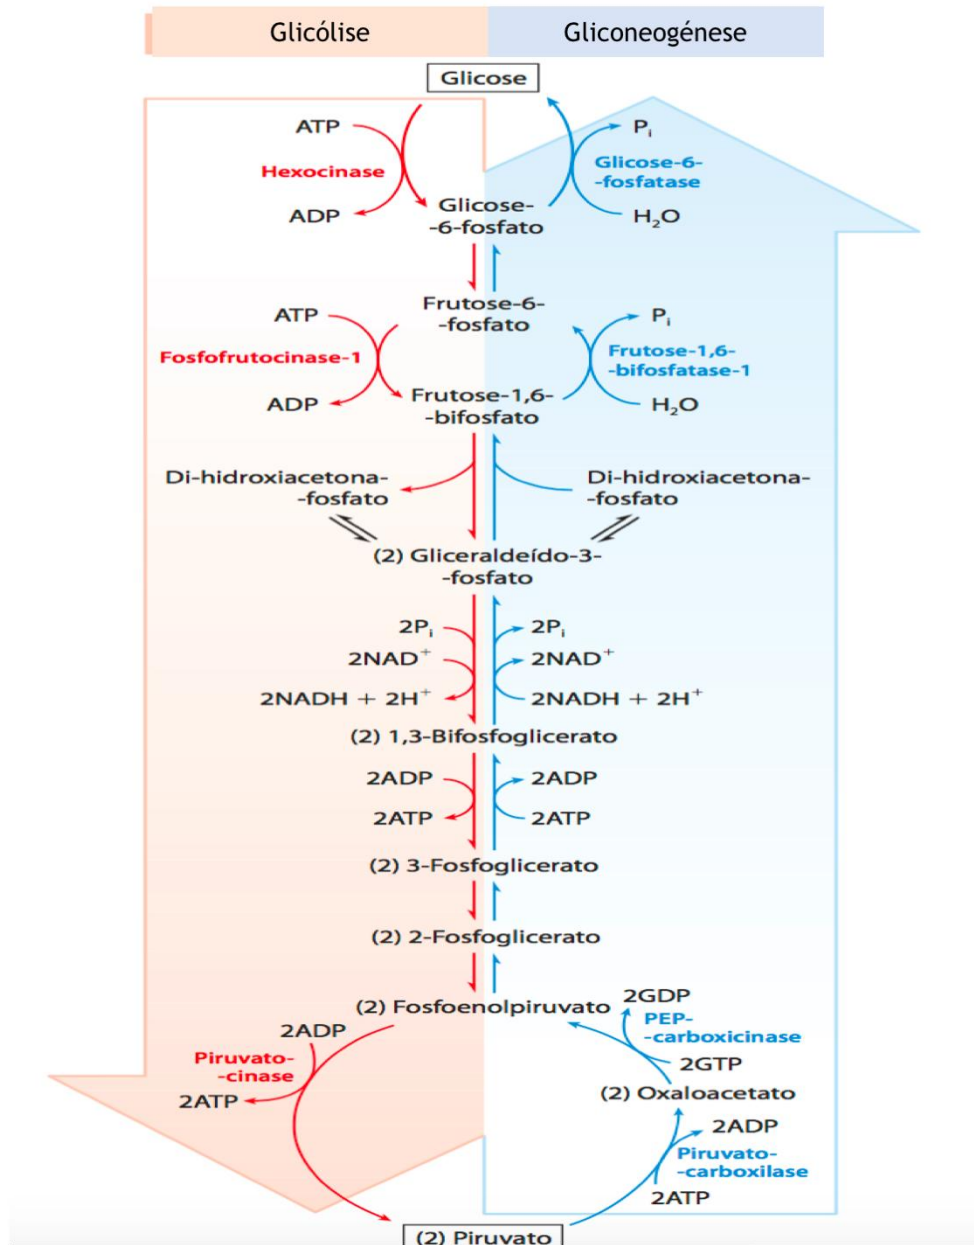 Glicólise
Gliconeogénese
Glicose
ATP
Hexocinase
ADP
Pᵢ
Glicose-6-
-fosfatase
H₂O
Glicose-
-6-fosfato
Frutose-6-
-fosfato
ATP
Fosfofrutocinase-1
ADP
Pᵢ
Frutose-1,6-
-bifosfatase-1
H₂O
Frutose-1,6-
-bifosfato
Di-hidroxiacetona-
-fosfato
Di-hidroxiacetona-
-fosfato
(2) Gliceraldeído-3-
-fosfato
2Pᵢ
2Pᵢ
2NAD⁺
2NAD⁺
2NADH + 2H⁺
2NADH + 2H⁺
(2) 1,3-Bifosfoglicerato
2ADP
2ADP
2ATP
2ATP
(2) 3-Fosfoglicerato
(2) 2-Fosfoglicerato
(2) Fosfoenolpiruvato
2ADP
Piruvato-
-cinase
2ATP
2GDP
PEP-
-carboxicinase
2GTP
(2) Oxaloacetato
2ADP
Piruvato-
-carboxilase
2ATP
(2) Piruvato